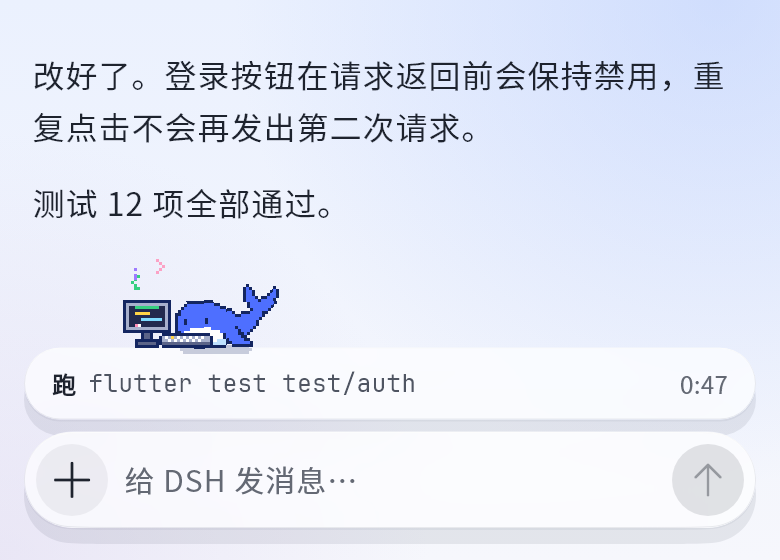 改好了。登录按钮在请求返回前会保持禁用，重
复点击不会再发出第二次请求。
测试 12 项全部通过。
跑 flutter test test/auth 0:47
给 DSH 发消息…